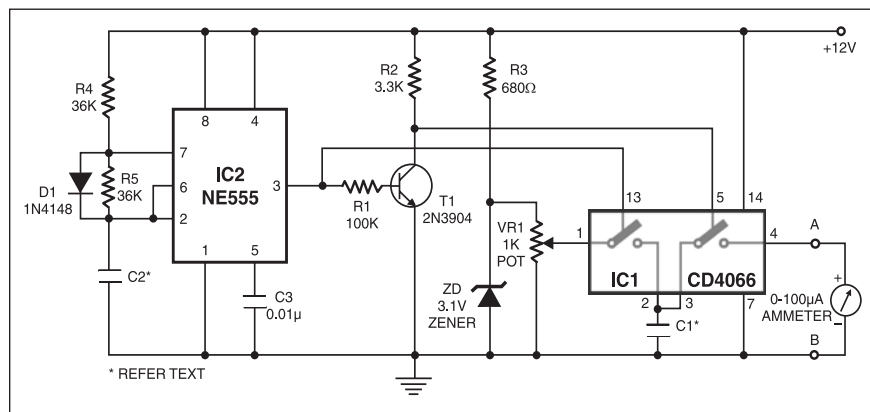 +12V
R4
36K
R2
3.3K
R3
680Ω
8
4
7
IC2
NE555
6
3
2
D1
1N4148
R5
36K
R1
100K
T1
2N3904
13
5
14
A
1
VR1
1K
POT
4
IC1
CD4066
+
0-100µA
AMMETER
–
1
5
C2*
C3
0.01µ
ZD
3.1V
ZENER
2
3
C1*
7
B
* REFER TEXT